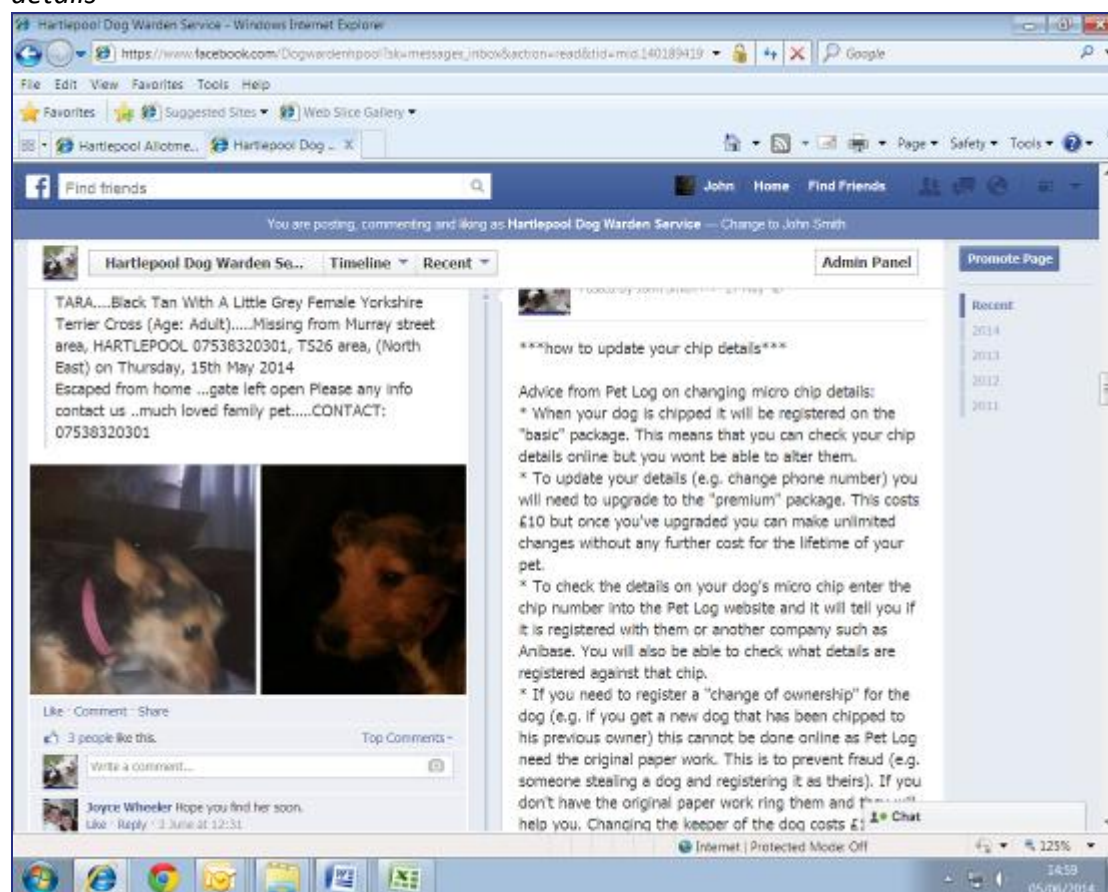 details
Hartlepool Dog Warden Service - Windows Internet Explorer
https://www.facebook.com/Dogwardenhpool?sk=messages_inbox&action=read&tid=mid.140189419
Google
File Edit View Favorites Tools Help
Favorites Suggested Sites Web Slice Gallery
Hartlepool Allotme... Hartlepool Dog ... X
Page Safety Tools
Find friends
John Home Find Friends
You are posting, commenting and liking as Hartlepool Dog Warden Service — Change to John Smith
Hartlepool Dog Warden Se... Timeline Recent
Admin Panel
Promote Page
Recent
2014
2013
2012
2011
TARA....Black Tan With A Little Grey Female Yorkshire
Terrier Cross (Age: Adult).....Missing from Murray street
area, HARTLEPOOL 07538320301, TS26 area, (North
East) on Thursday, 15th May 2014
Escaped from home ...gate left open Please any info
contact us ..much loved family pet.....CONTACT:
07538320301
Like · Comment · Share
3 people like this.
Top Comments
Write a comment...
Joyce Wheeler Hope you find her soon.
Like · Reply · 3 June at 12:31
Posted by John Smith
***how to update your chip details***
Advice from Pet Log on changing micro chip details:
* When your dog is chipped it will be registered on the
"basic" package. This means that you can check your chip
details online but you wont be able to alter them.
* To update your details (e.g. change phone number) you
will need to upgrade to the "premium" package. This costs
£10 but once you've upgraded you can make unlimited
changes without any further cost for the lifetime of your
pet.
* To check the details on your dog's micro chip enter the
chip number into the Pet Log website and it will tell you if
it is registered with them or another company such as
Anibase. You will also be able to check what details are
registered against that chip.
* If you need to register a "change of ownership" for the
dog (e.g. if you get a new dog that has been chipped to
his previous owner) this cannot be done online as Pet Log
need the original paper work. This is to prevent fraud (e.g.
someone stealing a dog and registering it as theirs). If you
don't have the original paper work ring them and they will
help you. Changing the keeper of the dog costs
Chat
Internet | Protected Mode: Off
125%
14:59
05/06/2014